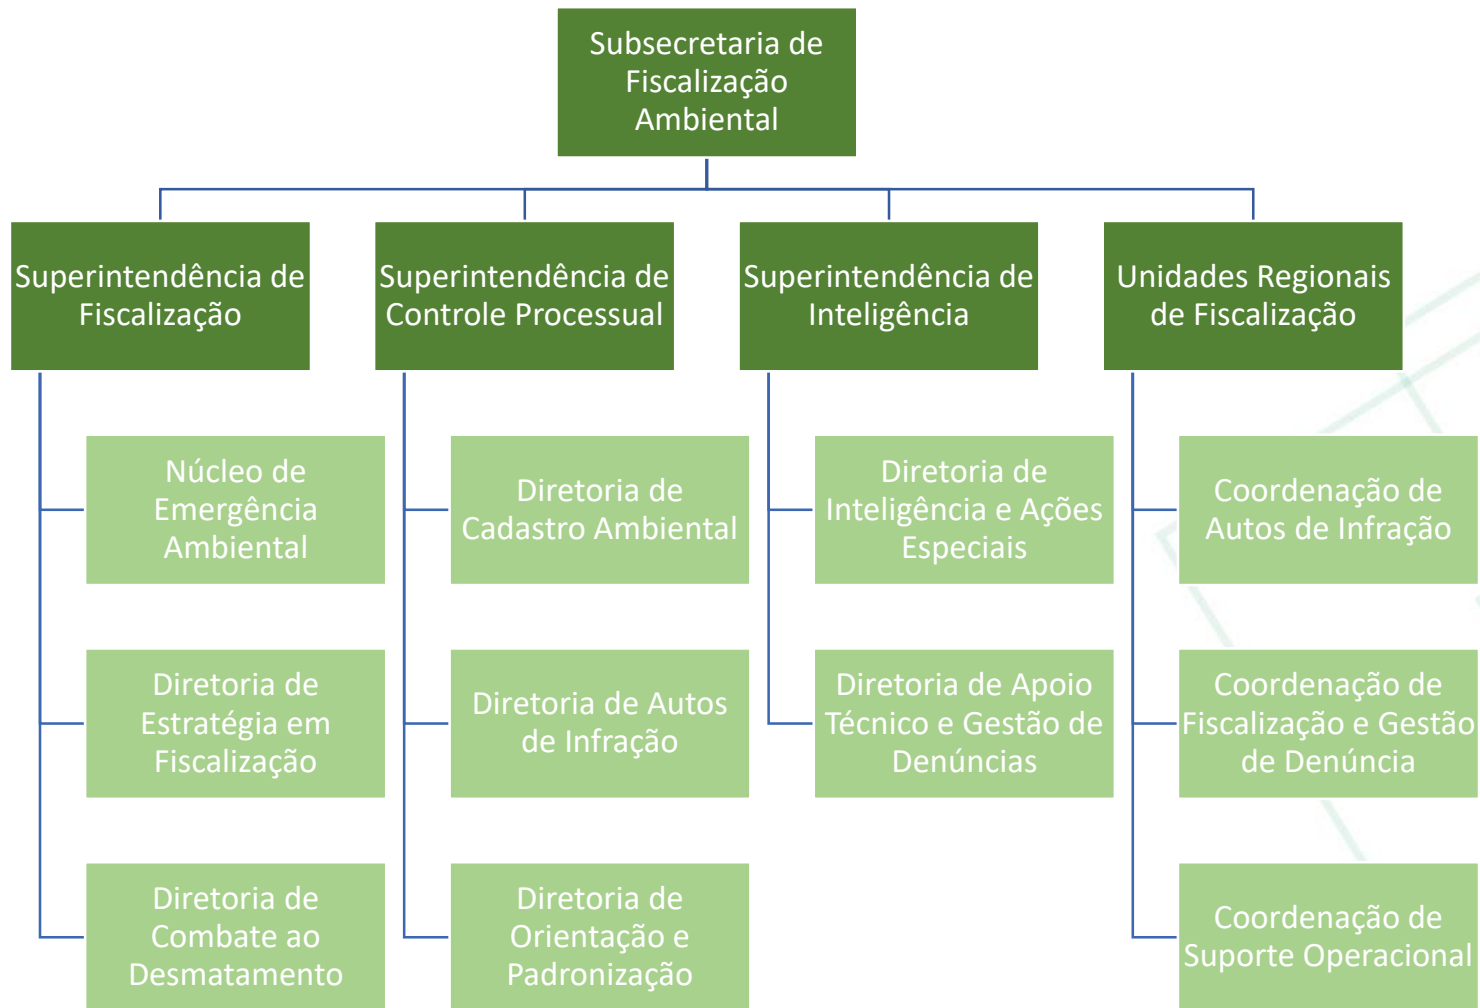 Subsecretaria de
Fiscalização
Ambiental
Superintendência de
Fiscalização
Superintendência de
Controle Processual
Superintendência de
Inteligência
Unidades Regionais
de Fiscalização
Núcleo de
Emergência
Ambiental
Diretoria de
Cadastro Ambiental
Diretoria de
Inteligência e Ações
Especiais
Coordenação de
Autos de Infração
Diretoria de
Estratégia em
Fiscalização
Diretoria de Autos
de Infração
Diretoria de Apoio
Técnico e Gestão de
Denúncias
Coordenação de
Fiscalização e Gestão
de Denúncia
Diretoria de
Combate ao
Desmatamento
Diretoria de
Orientação e
Padronização
Coordenação de
Suporte Operacional